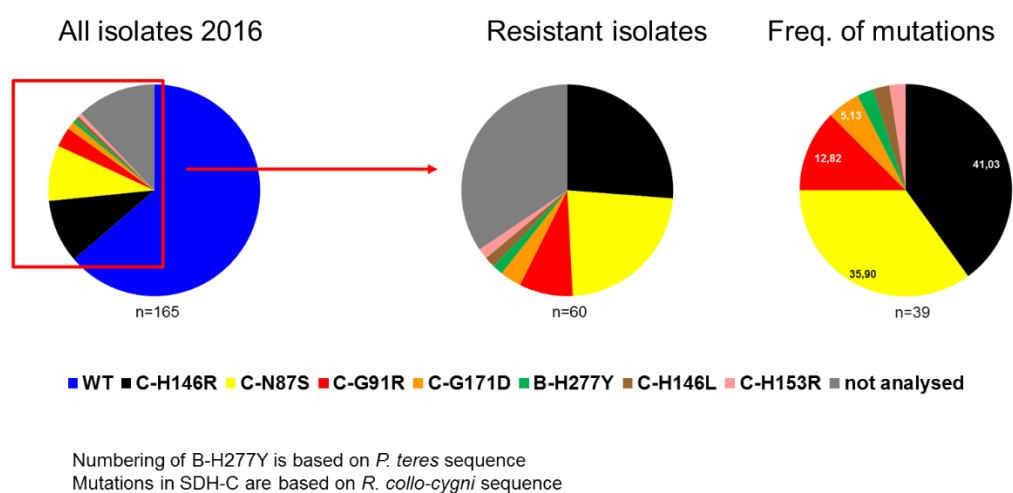 All isolates 2016
Resistant isolates
Freq. of mutations
5,13
12,82
41,03
35,90
n=165
n=60
n=39
WT C-H146R C-N87S C-G91R C-G171D B-H277Y C-H146L C-H153R not analysed
Numbering of B-H277Y is based on P. teres sequence
Mutations in SDH-C are based on R. collo-cygni sequence